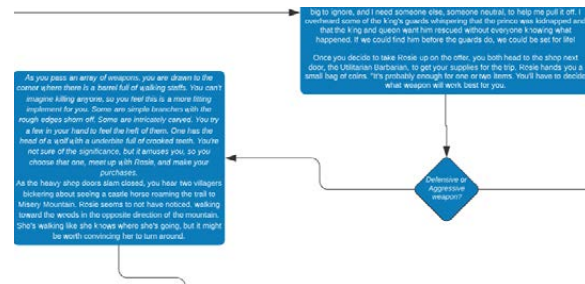 big to ignore, and I need someone else, someone neutral, to help me pull it off. I
overheard some of the king's guards whispering that the prince was kidnapped and
that the king and queen want him rescued without everyone knowing what
happened. If we could find him before the guards do, we could be set for life!
Once you decide to take Rosie up on the offer, you both head to the shop next
door, the Utilitarian Barbarian, to get your supplies for the trip. Rosie hands you a
small bag of coins. "It's probably enough for one or two items. You'll have to decide
what weapon will work best for you.
Defensive or
Aggressive
weapon?
As you pass an array of weapons, you are drawn to the
corner where there is a barrel full of walking staffs. You can't
imagine killing anyone, so you feel this is a more fitting
implement for you. Some are simple branches with the
rough edges shorn off. Some are intricately carved. You try
a few in your hand to feel the heft of them. One has the
head of a wolf with a underbite full of crooked teeth. You're
not sure of the significance, but it amuses you, so you
choose that one, meet up with Rosie, and make your
purchases.
As the heavy shop doors slam closed, you hear two villagers
bickering about seeing a castle horse roaming the trail to
Misery Mountain. Rosie seems to not have noticed, walking
toward the woods in the opposite direction of the mountain.
She's walking like she knows where she's going, but it might
be worth convincing her to turn around.